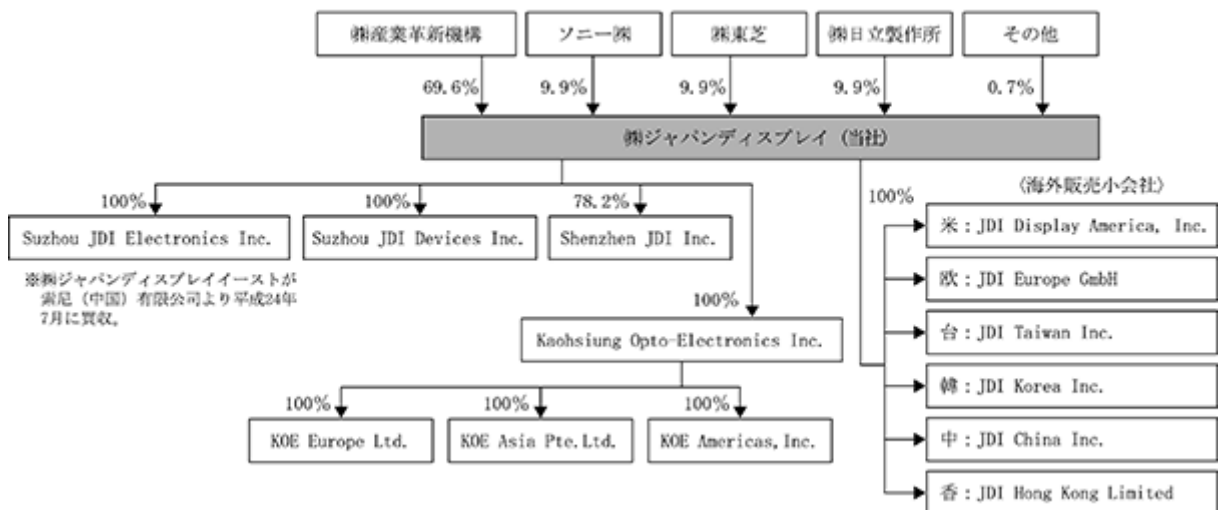 ㈱産業革新機構
ソニー㈱
㈱東芝
㈱日立製作所
その他
69.6%
9.9%
9.9%
9.9%
0.7%
㈱ジャパンディスプレイ (当社)
〈海外販売小会社〉
100%
100%
78.2%
100%
Suzhou JDI Electronics Inc.
Suzhou JDI Devices Inc.
Shenzhen JDI Inc.
米：JDI Display America, Inc.
※㈱ジャパンディスプレイイーストが
索尼（中国）有限公司より平成24年
7月に買収。
欧：JDI Europe GmbH
100%
Kaohsiung Opto-Electronics Inc.
台：JDI Taiwan Inc.
韓：JDI Korea Inc.
100%
100%
100%
KOE Europe Ltd.
KOE Asia Pte.Ltd.
KOE Americas,Inc.
中：JDI China Inc.
香：JDI Hong Kong Limited